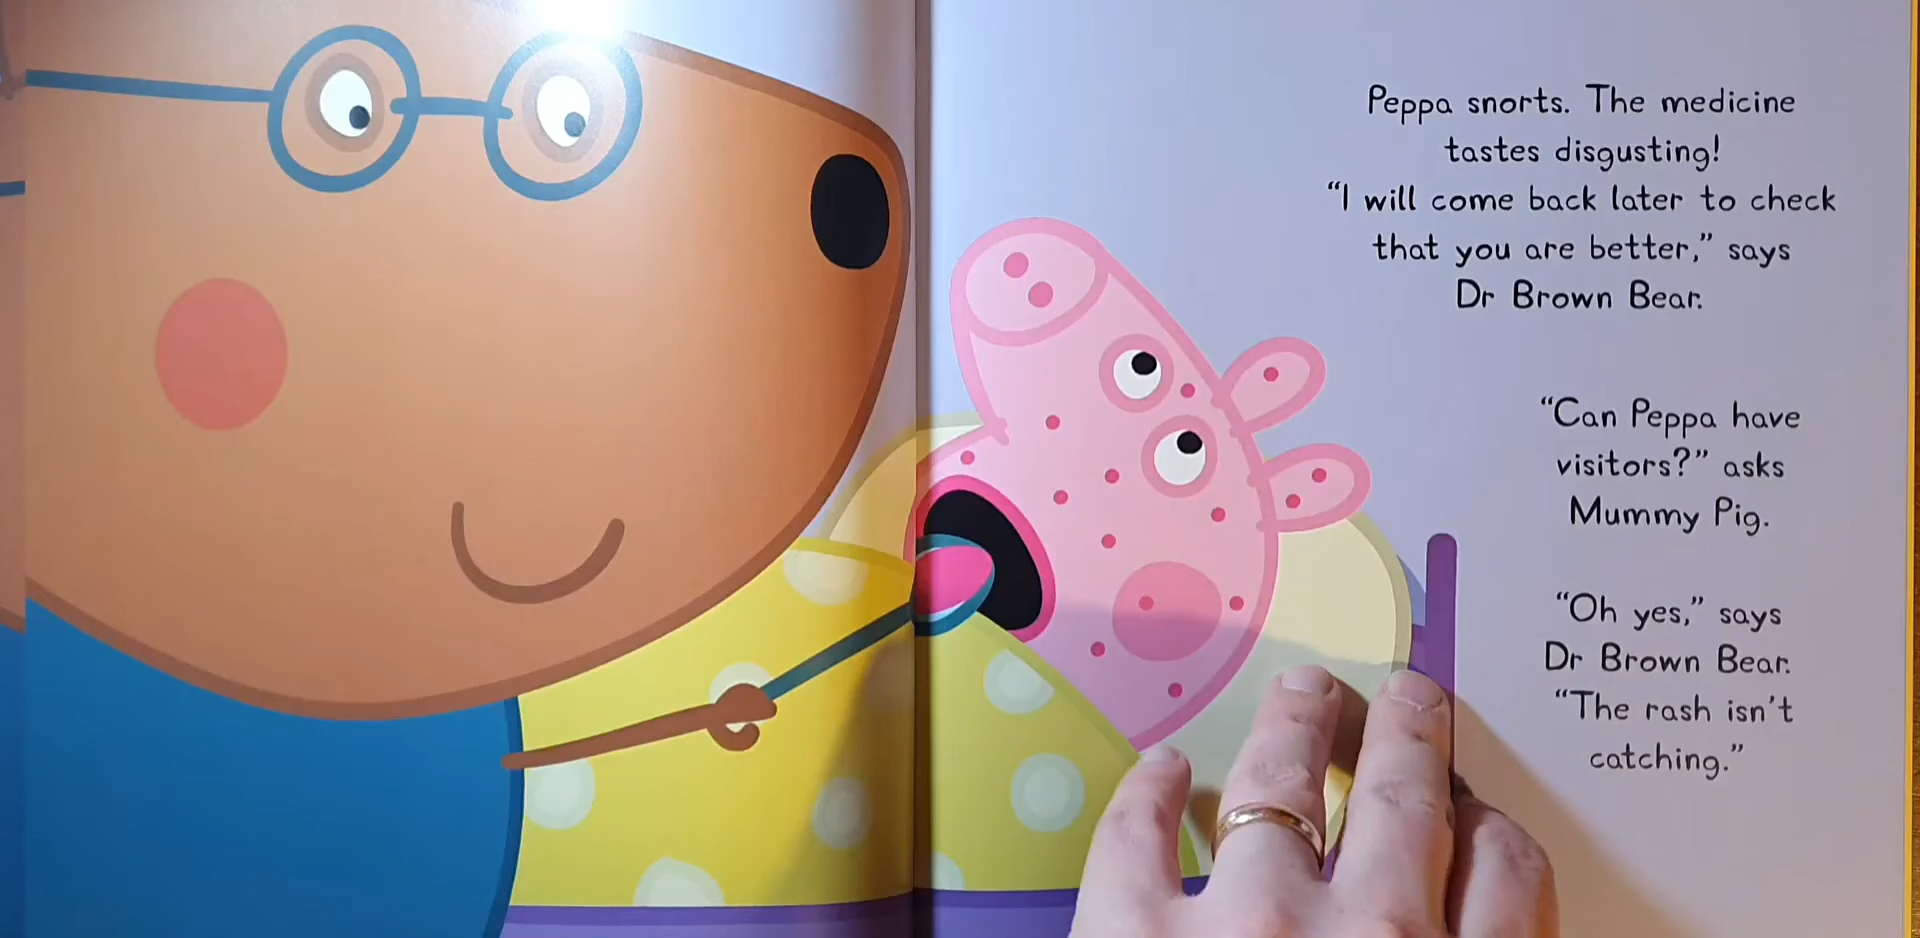 Peppa snorts. The medicine
tastes disgusting!
“I will come back later to check
that you are better,” says
Dr Brown Bear.
“Can Peppa have
visitors?” asks
Mummy Pig.
“Oh yes,” says
Dr Brown Bear.
“The rash isn't
catching.”